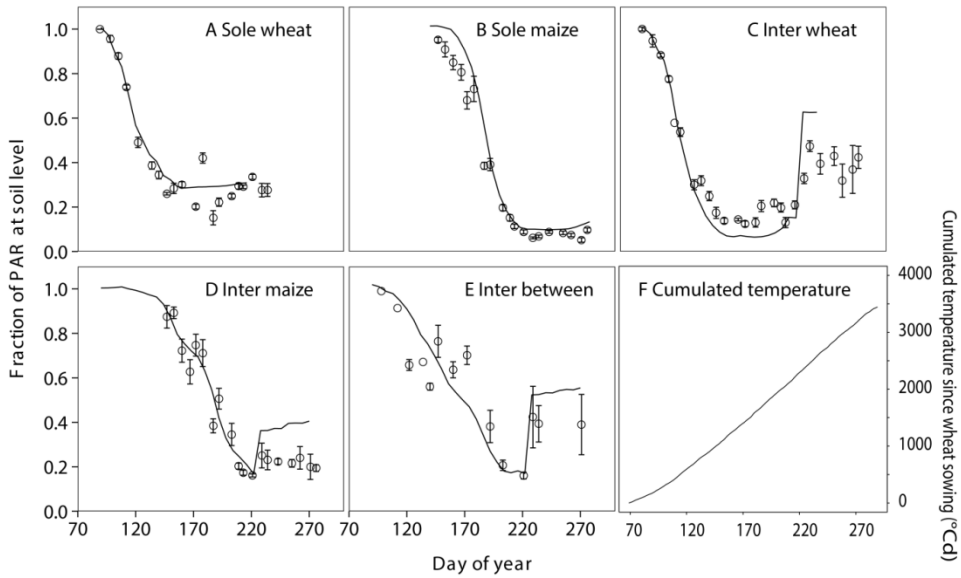 A Sole wheat
B Sole maize
C Inter wheat
1.0
0.8
0.6
0.4
0.2
0.0
D Inter maize
E Inter between
F Cumulated temperature
1.0
0.8
0.6
0.4
0.2
0.0
4000
3000
2000
1000
0
70 120 170 220 270
70 120 170 220 270
70 120 170 220 270
Day of year
Fraction of PAR at soil level
Cumulated temperature since wheat sowing (°Cd)